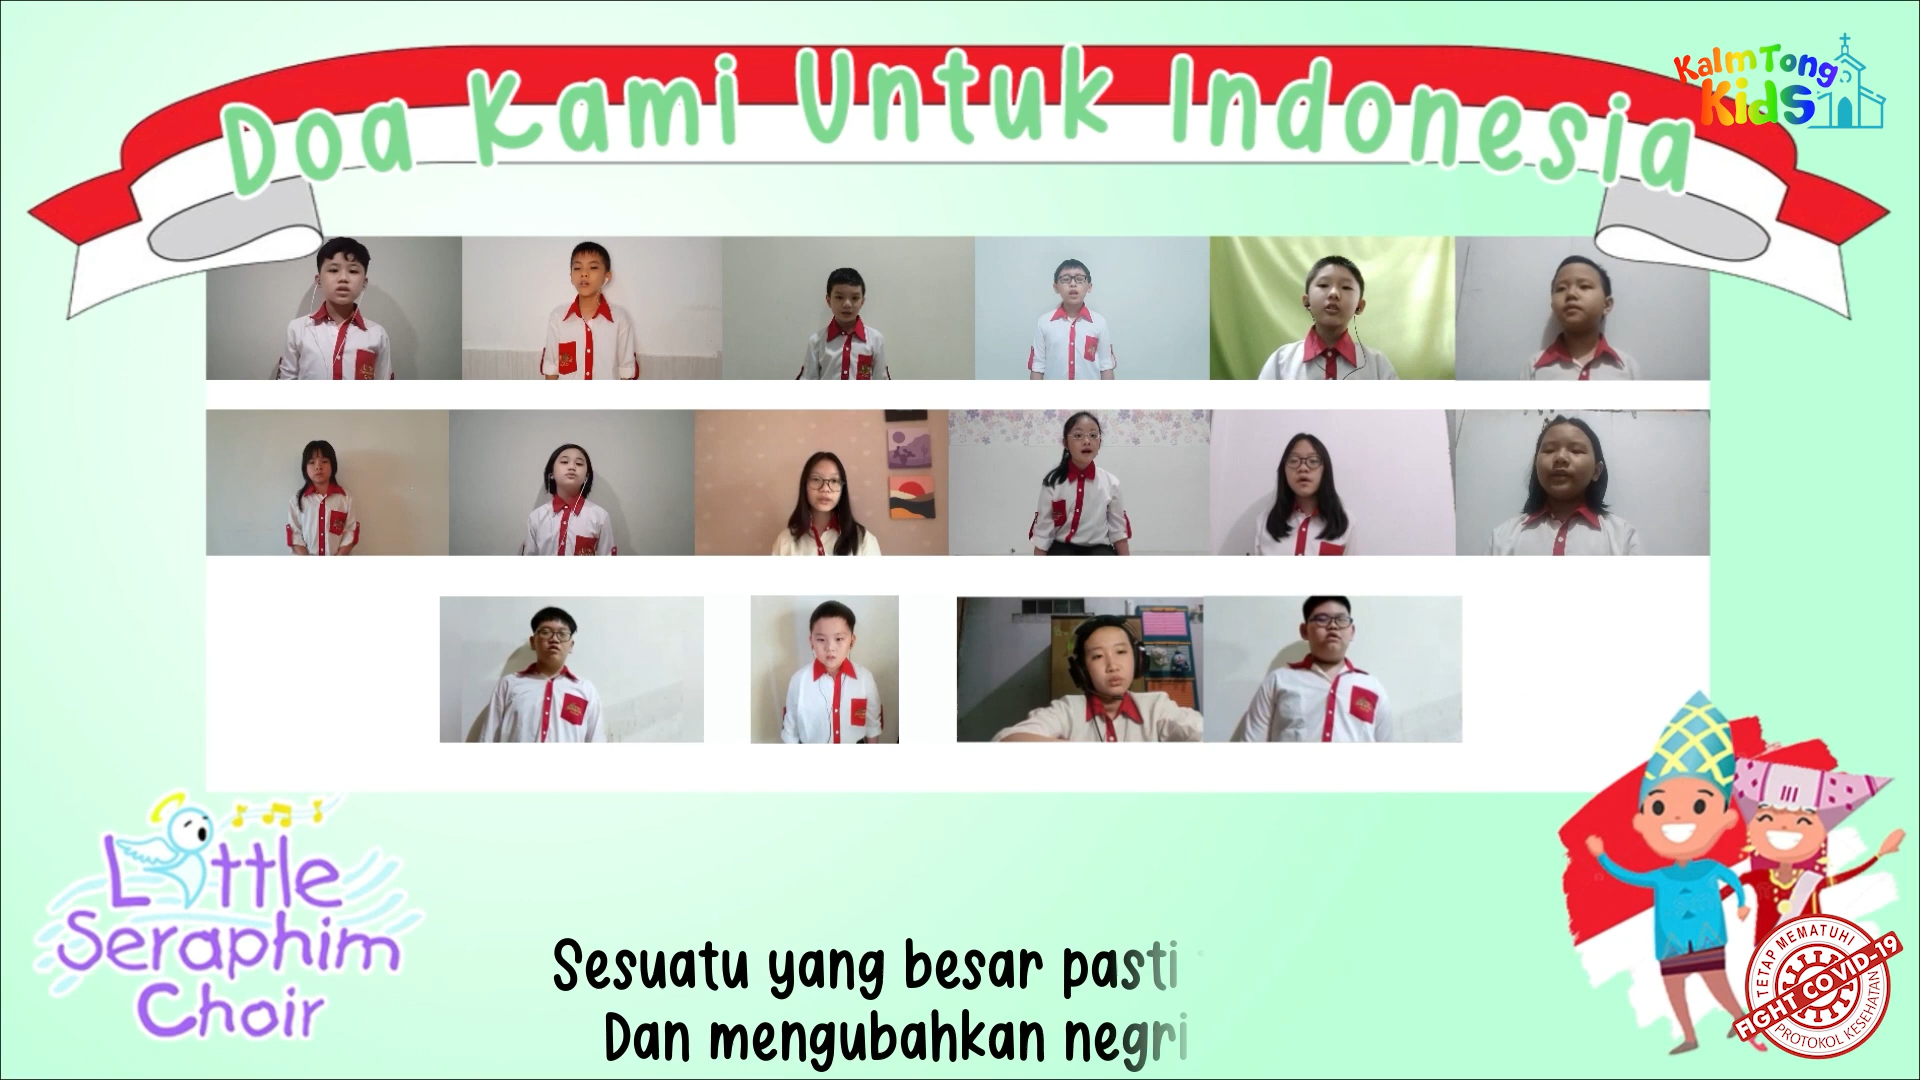 Doa Kami Untuk Indonesia
KalmTong
Kids
Little
Seraphim
Choir
Sesuatu yang besar pasti
Dan mengubahkan negri
TETAP MEMATUHI
FIGHT COVID-19
PROTOKOL KESEHATAN